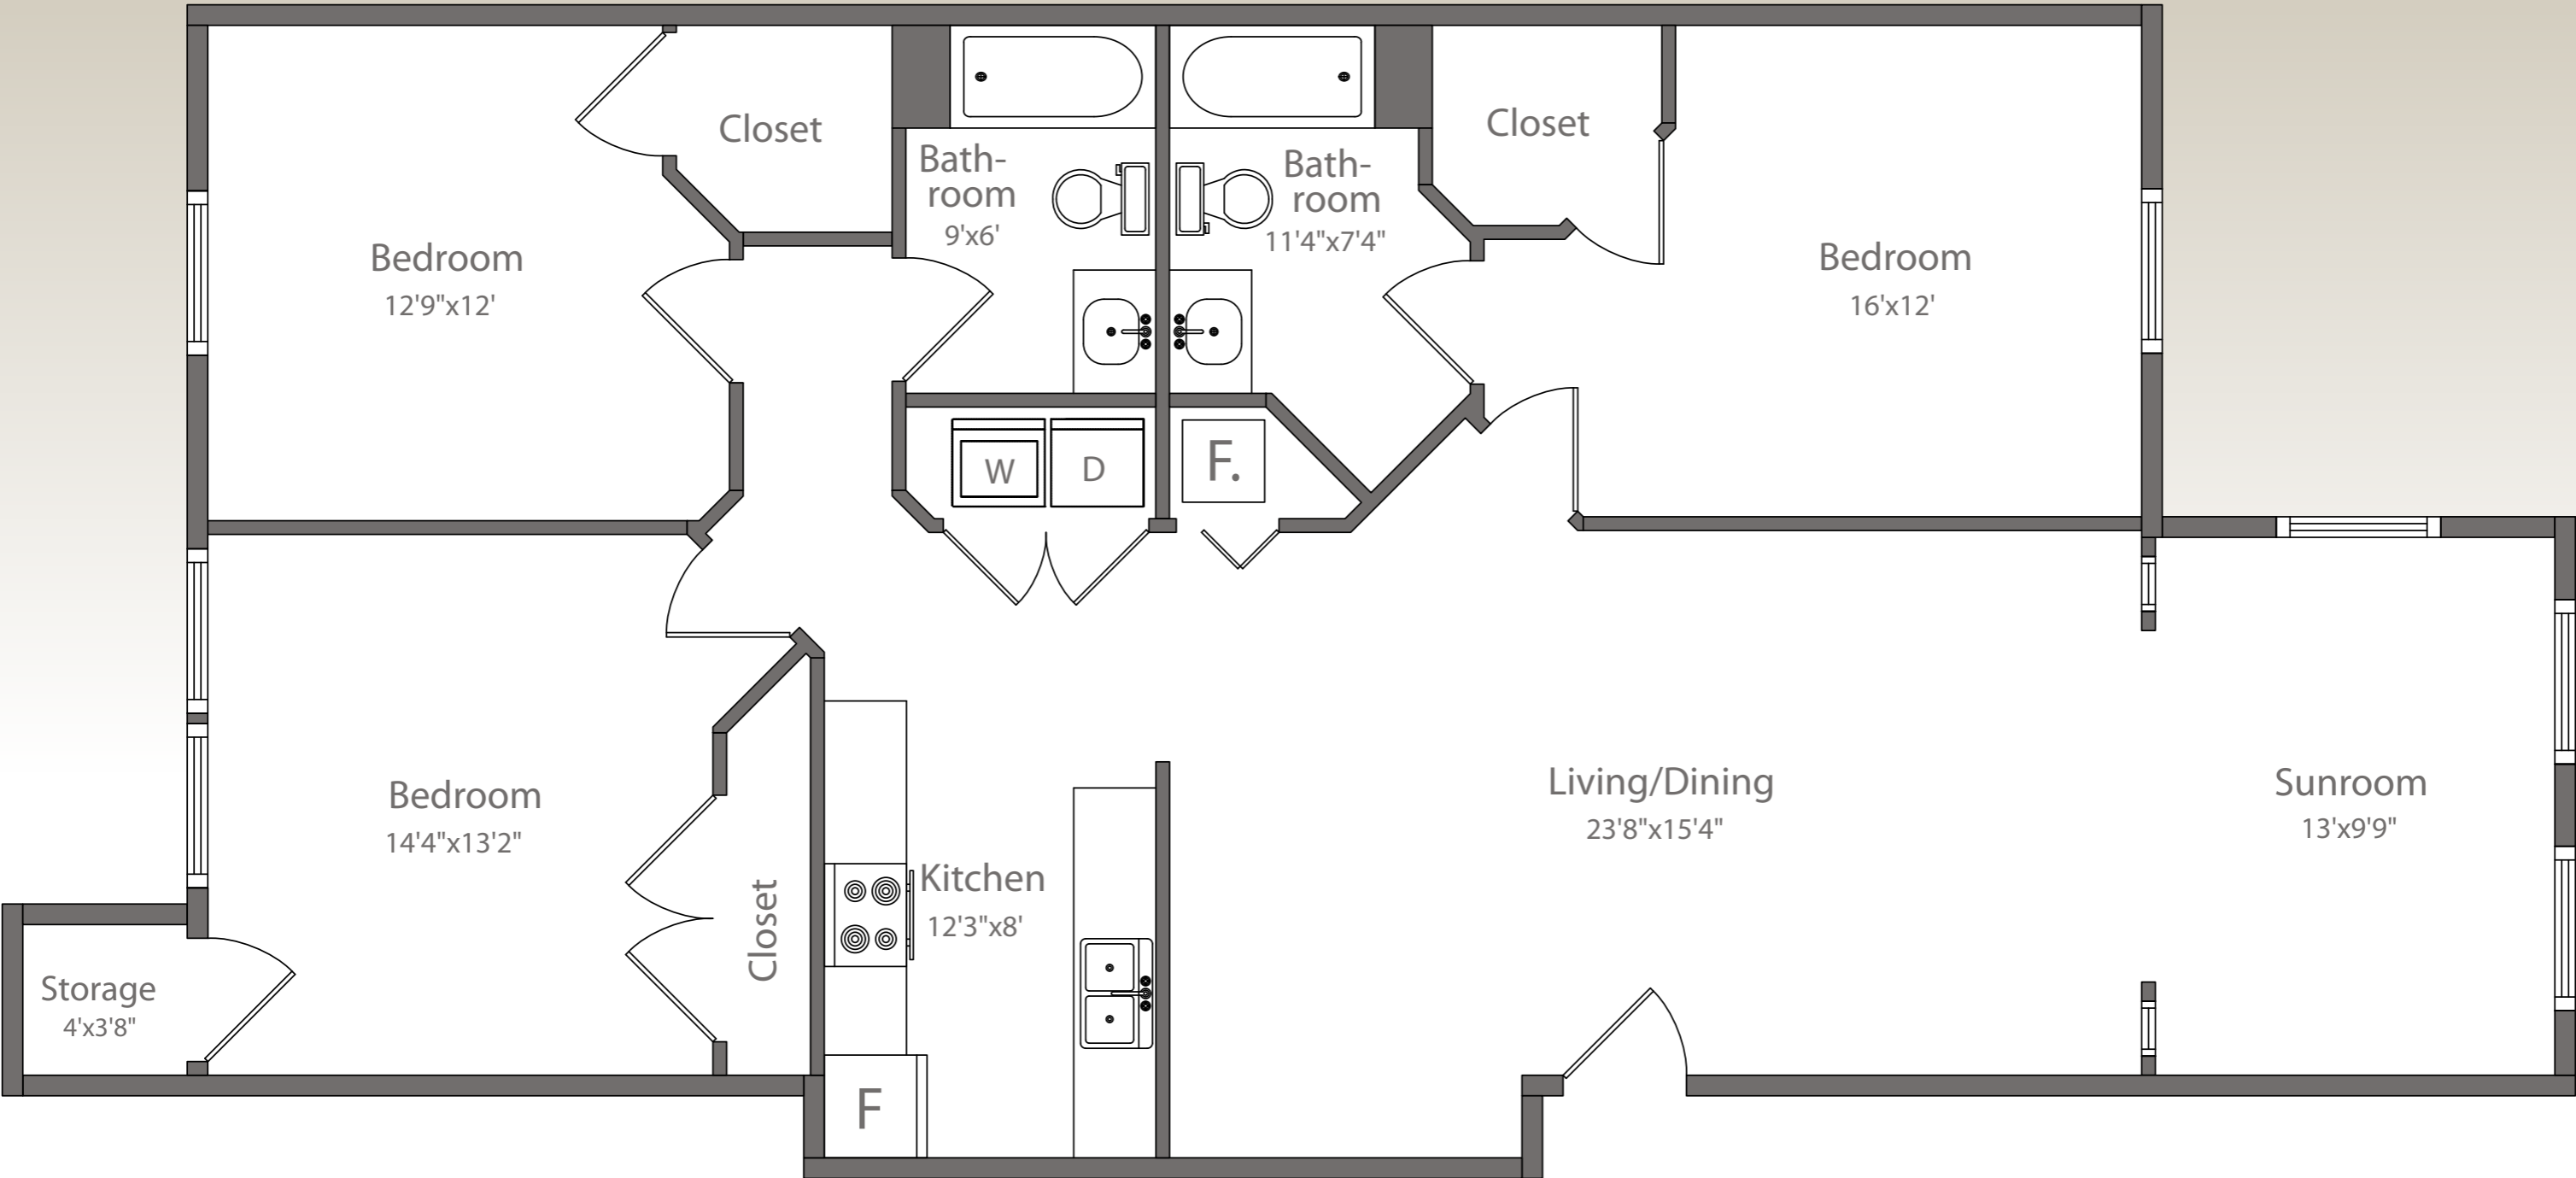 Closet
Bedroom
12'9"x12'
Bath-
room
9'x6'
Bath-
room
11'4"x7'4"
Closet
Bedroom
16'x12'
W
D
F.
Bedroom
14'4"x13'2"
Closet
Storage
4'x3'8"
Kitchen
12'3"x8'
F
Living/Dining
23'8"x15'4"
Sunroom
13'x9'9"